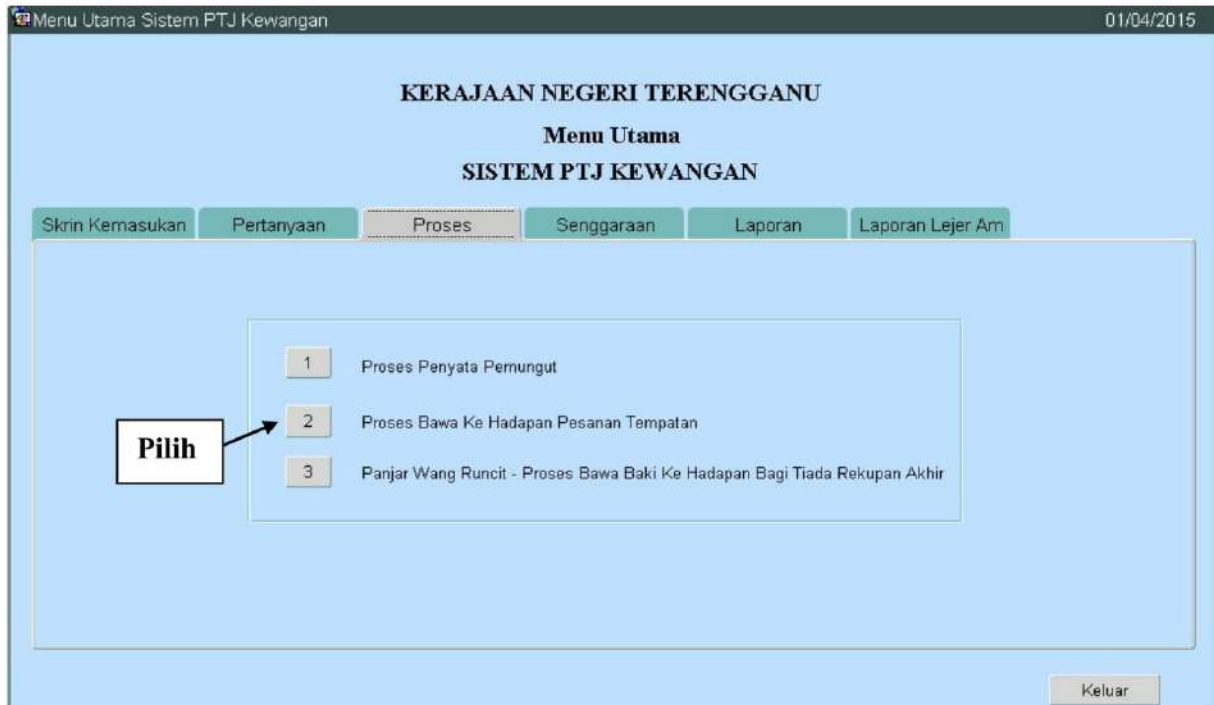 Menu Utama Sistem PTJ Kewangan 01/04/2015
KERAJAAN NEGERI TERENGGANU
Menu Utama
SISTEM PTJ KEWANGAN
Skrin Kemasukan Pertanyaan Proses Senggaraan Laporan Laporan Lejer Am
1 Proses Penyata Pemungut
2 Proses Bawa Ke Hadapan Pesanan Tempatan
Pilih
3 Panjar Wang Runcit - Proses Bawa Baki Ke Hadapan Bagi Tiada Rekupan Akhir
Keluar